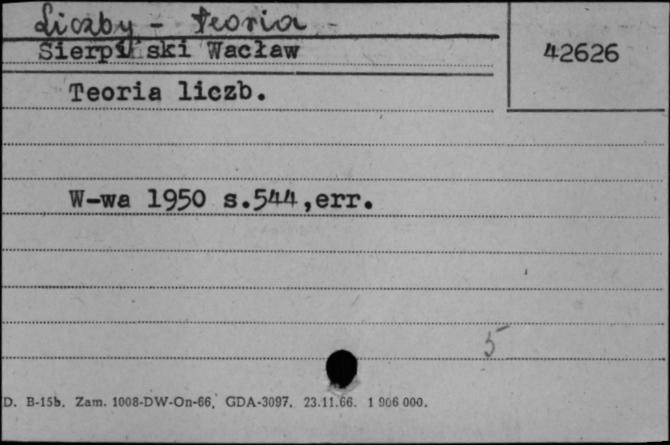 Liczby - teoria
Sierpiński Wacław
42626
Teoria liczb.
W-wa 1950 s.544,err.
5
D. B-15b. Zam. 1008-DW-On-66, GDA-3097. 23.11.66. 1 906 000.